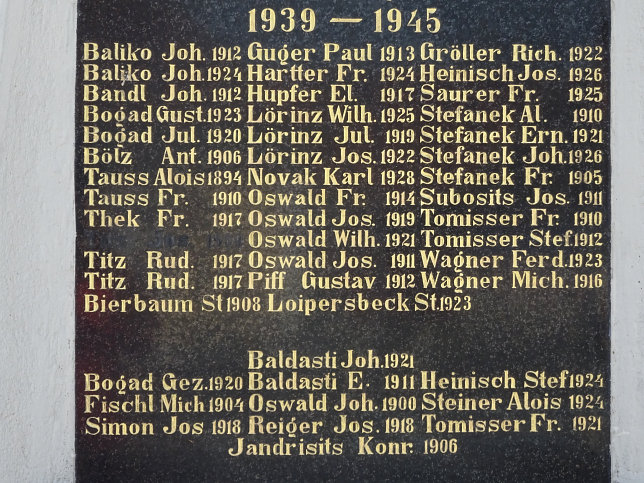 1939 — 1945
Baliko Joh. 1912 Guger Paul 1913 Gröller Rich. 1922
Baliko Joh. 1924 Hartter Fr. 1924 Heinisch Jos. 1926
Bandl Joh. 1912 Hupfer El. 1917 Saurer Fr. 1925
Bogad Gust. 1923 Lörinz Wilh. 1925 Stefanek Al. 1910
Bogad Jul. 1920 Lörinz Jul. 1919 Stefanek Ern. 1921
Bötz Ant. 1906 Lörinz Jos. 1922 Stefanek Joh. 1926
Tauss Alois 1894 Novak Karl 1928 Stefanek Fr. 1905
Tauss Fr. 1910 Oswald Fr. 1914 Subosits Jos. 1911
Thek Fr. 1917 Oswald Jos. 1919 Tomisser Fr. 1910
Oswald Wilh. 1921 Tomisser Stef. 1912
Titz Rud. 1917 Oswald Jos. 1911 Wagner Ferd. 1923
Titz Rud. 1917 Piff Gustav 1912 Wagner Mich. 1916
Bierbaum St 1908 Loipersbeck St. 1923
Baldasti Joh. 1921
Bogad Gez. 1920 Baldasti E. 1911 Heinisch Stef 1924
Fischl Mich 1904 Oswald Joh. 1900 Steiner Alois 1924
Simon Jos 1918 Reiger Jos. 1918 Tomisser Fr. 1921
Jandrisits Konr. 1906